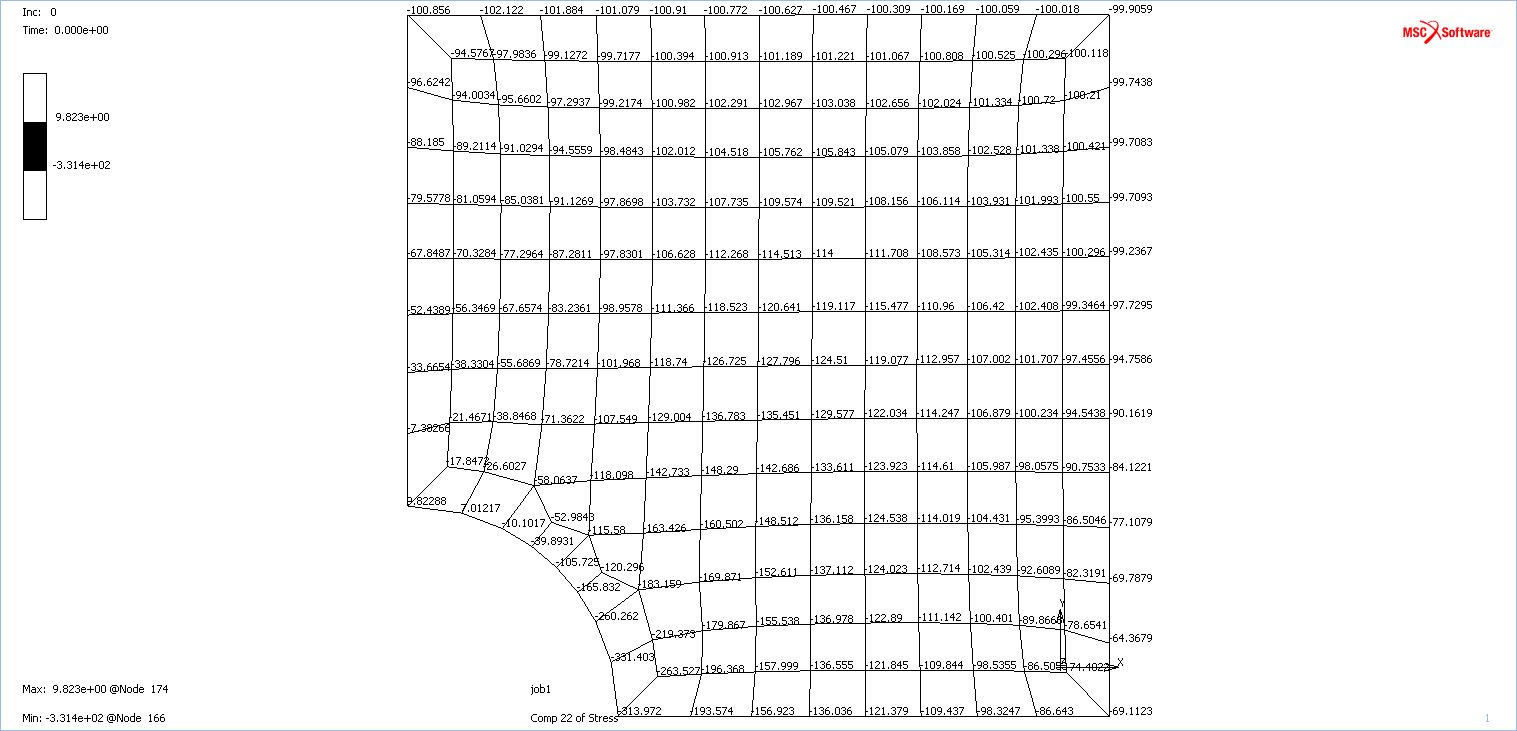 Inc: 0
Time: 0.000e+00
MSC Software
9.823e+00
-3.314e+02
-100.856 -102.122 -101.884 -101.079 -100.91 -100.772 -100.627 -100.467 -100.309 -100.169 -100.059 -100.018 -99.9059
-94.5767 -97.9836 -99.1272 -99.7177 -100.394 -100.913 -101.189 -101.221 -101.067 -100.808 -100.525 -100.296 -100.118
-96.6242 -99.7438
-94.0034 -95.6602 -97.2937 -99.2174 -100.982 -102.291 -102.967 -103.038 -102.656 -102.024 -101.334 -100.72 -100.21
-88.185 -89.2114 -91.0294 -94.5559 -98.4843 -102.012 -104.518 -105.762 -105.843 -105.079 -103.858 -102.528 -101.338 -100.421 -99.7083
-79.5778 -81.0594 -85.0381 -91.1269 -97.8698 -103.732 -107.735 -109.574 -109.521 -108.156 -106.114 -103.931 -101.993 -100.55 -99.7093
-67.8487 -70.3284 -77.2964 -87.2811 -97.8301 -106.628 -112.268 -114.513 -114 -111.708 -108.573 -105.314 -102.435 -100.296 -99.2367
-52.4389 -56.3469 -67.6574 -83.2361 -98.9578 -111.366 -118.523 -120.641 -119.117 -115.477 -110.96 -106.42 -102.408 -99.3464 -97.7295
-33.6654 -38.3304 -55.6869 -78.7214 -101.968 -118.74 -126.725 -127.796 -124.51 -119.077 -112.957 -107.002 -101.707 -97.4556 -94.7586
-7.38266 -21.4671 -38.8468 -71.3622 -107.549 -129.004 -136.783 -135.451 -129.577 -122.034 -114.247 -106.879 -100.234 -94.5438 -90.1619
-17.8472 -26.6027 -58.0637 -118.098 -142.733 -148.29 -142.686 -133.611 -123.923 -114.61 -105.987 -98.0575 -90.7533 -84.1221
9.82288 7.01217 -10.1017 -52.9843 -115.58 -163.426 -160.502 -148.512 -136.158 -124.538 -114.019 -104.431 -95.3993 -86.5046 -77.1079
-39.8931
-105.725 -120.296 -169.871 -152.611 -137.112 -124.023 -112.714 -102.439 -92.6089 -82.3191 -69.7879
-165.832 -183.159
Y
-260.262 -219.373 -179.867 -155.538 -136.978 -122.89 -111.142 -100.401 -89.8668 -78.6541 -64.3679
-331.403 -263.527 -196.368 -157.999 -136.555 -121.845 -109.844 -98.5355 Z X
Max: 9.823e+00 @Node 174
job1
-313.972 -193.574 -156.923 -136.036 -121.379 -109.437 -98.3247 -86.643 -69.1123
Min: -3.314e+02 @Node 166
Comp 22 of Stress
1